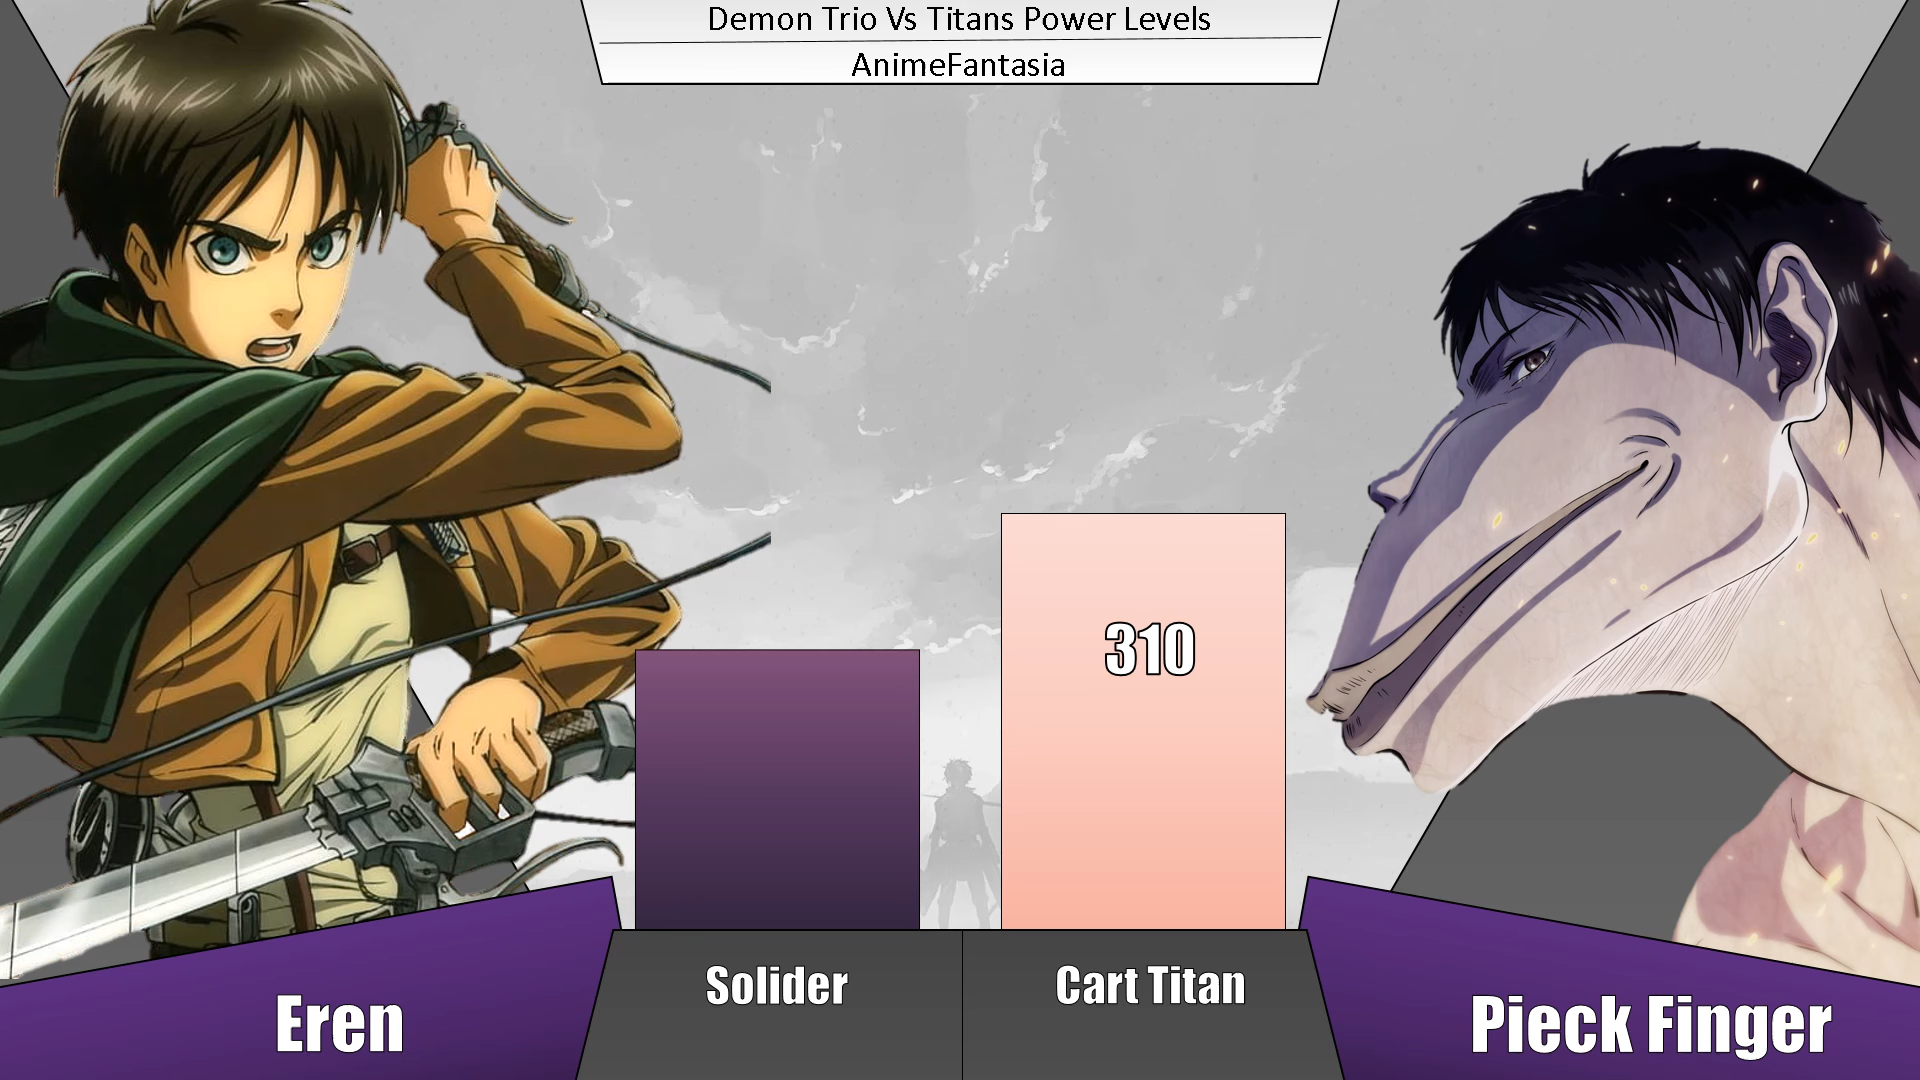 Demon Trio Vs Titans Power Levels
AnimeFantasia
310
Solider
Cart Titan
Eren
Pieck Finger